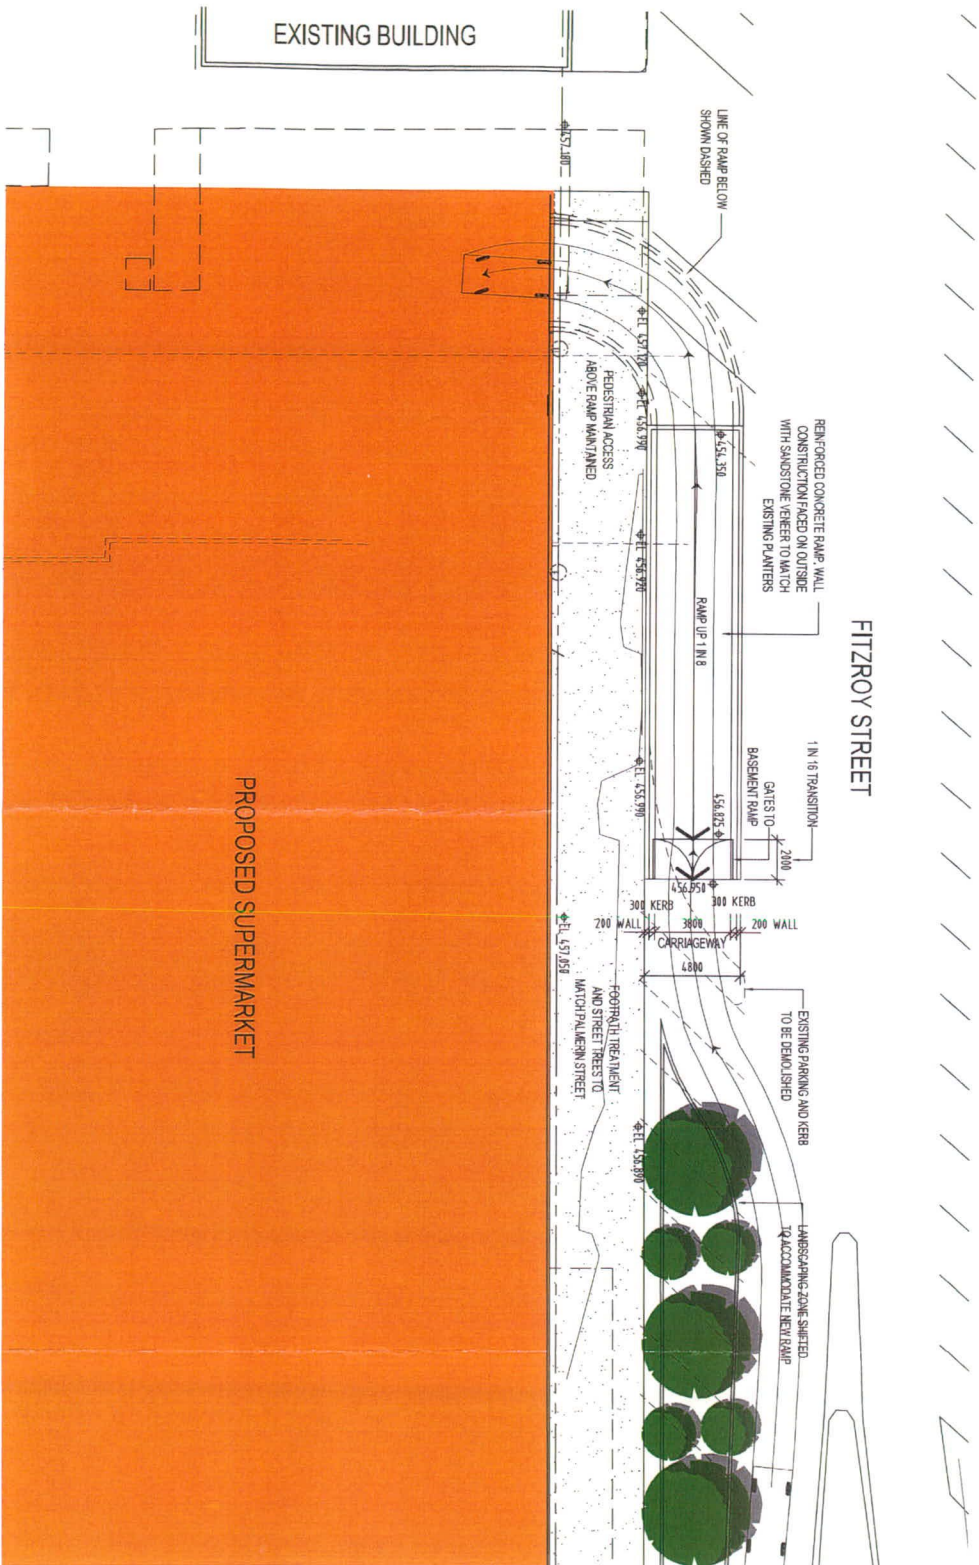 EXISTING BUILDING
FITZROY STREET
LINE OF RAMP BELOW
SHOWN DASHED
REINFORCED CONCRETE RAMP. WALL
CONSTRUCTION FACED ON OUTSIDE
WITH SANDSTONE VENEER TO MATCH
EXISTING PLANTERS
1 IN 16 TRANSITION
GATES TO
BASEMENT RAMP
2000
EXISTING PARKING AND KERB
TO BE DEMOLISHED
LANDSCAPING ZONE SHIFTED
TO ACCOMMODATE NEW RAMP
454.350
RAMP UP 1 IN 8
456.825
456.950
300 KERB
300 KERB
200 WALL
3800
200 WALL
CARRIAGEWAY
4800
457.180
EL 457.120
EL 456.990
EL 456.920
EL 456.990
EL 457.050
EL 456.890
PEDESTRIAN ACCESS
ABOVE RAMP MAINTAINED
FOOTPATH TREATMENT
AND STREET TREES TO
MATCH PALMERIN STREET
PROPOSED SUPERMARKET